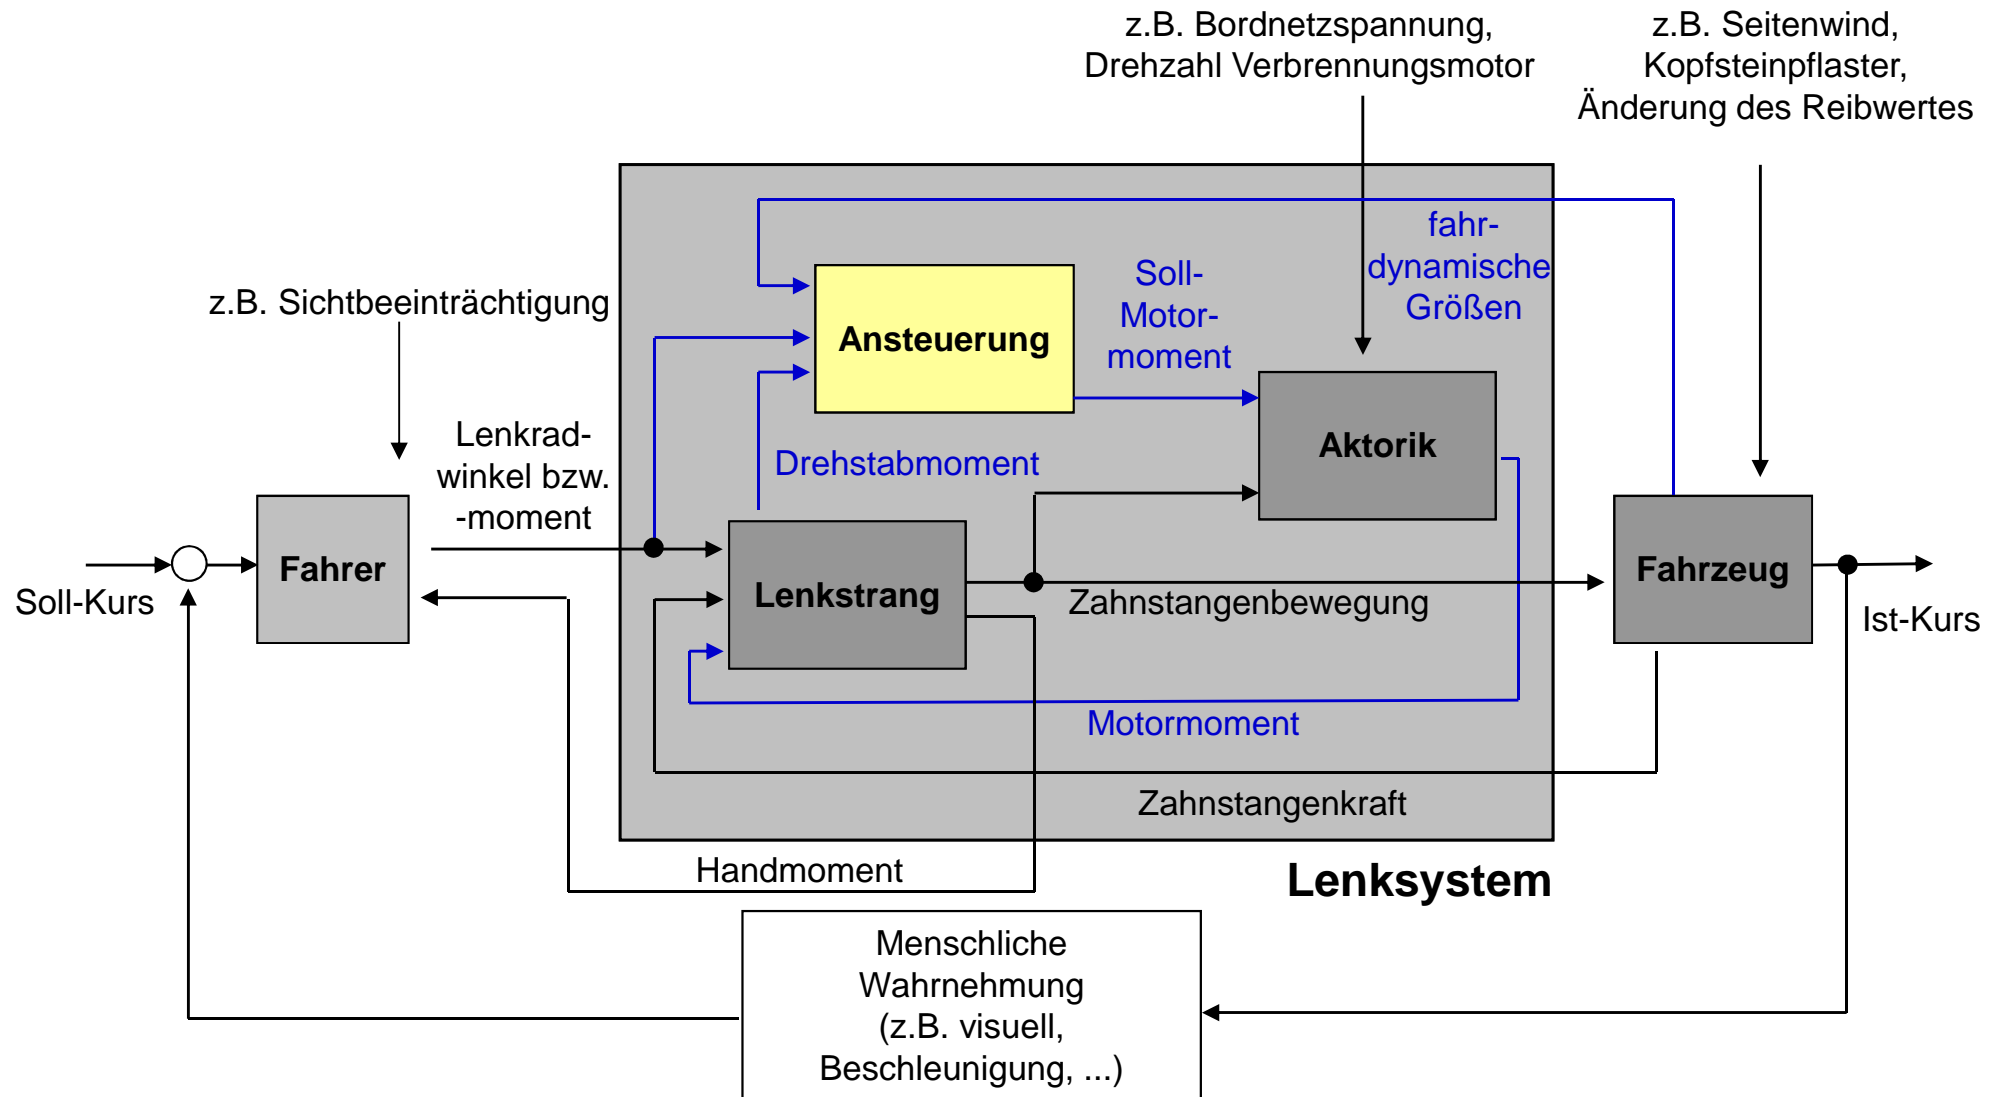 z.B. Bordnetzspannung,
Drehzahl Verbrennungsmotor
z.B. Seitenwind,
Kopfsteinpflaster,
Änderung des Reibwertes
fahr-
dynamische
Größen
Soll-
Motor-
moment
z.B. Sichtbeeinträchtigung
Ansteuerung
Lenkrad-
winkel bzw.
-moment
Drehstabmoment
Aktorik
Soll-Kurs
Fahrer
Lenkstrang
Zahnstangenbewegung
Fahrzeug
Ist-Kurs
Motormoment
Zahnstangenkraft
Handmoment
Lenksystem
Menschliche
Wahrnehmung
(z.B. visuell,
Beschleunigung, ...)